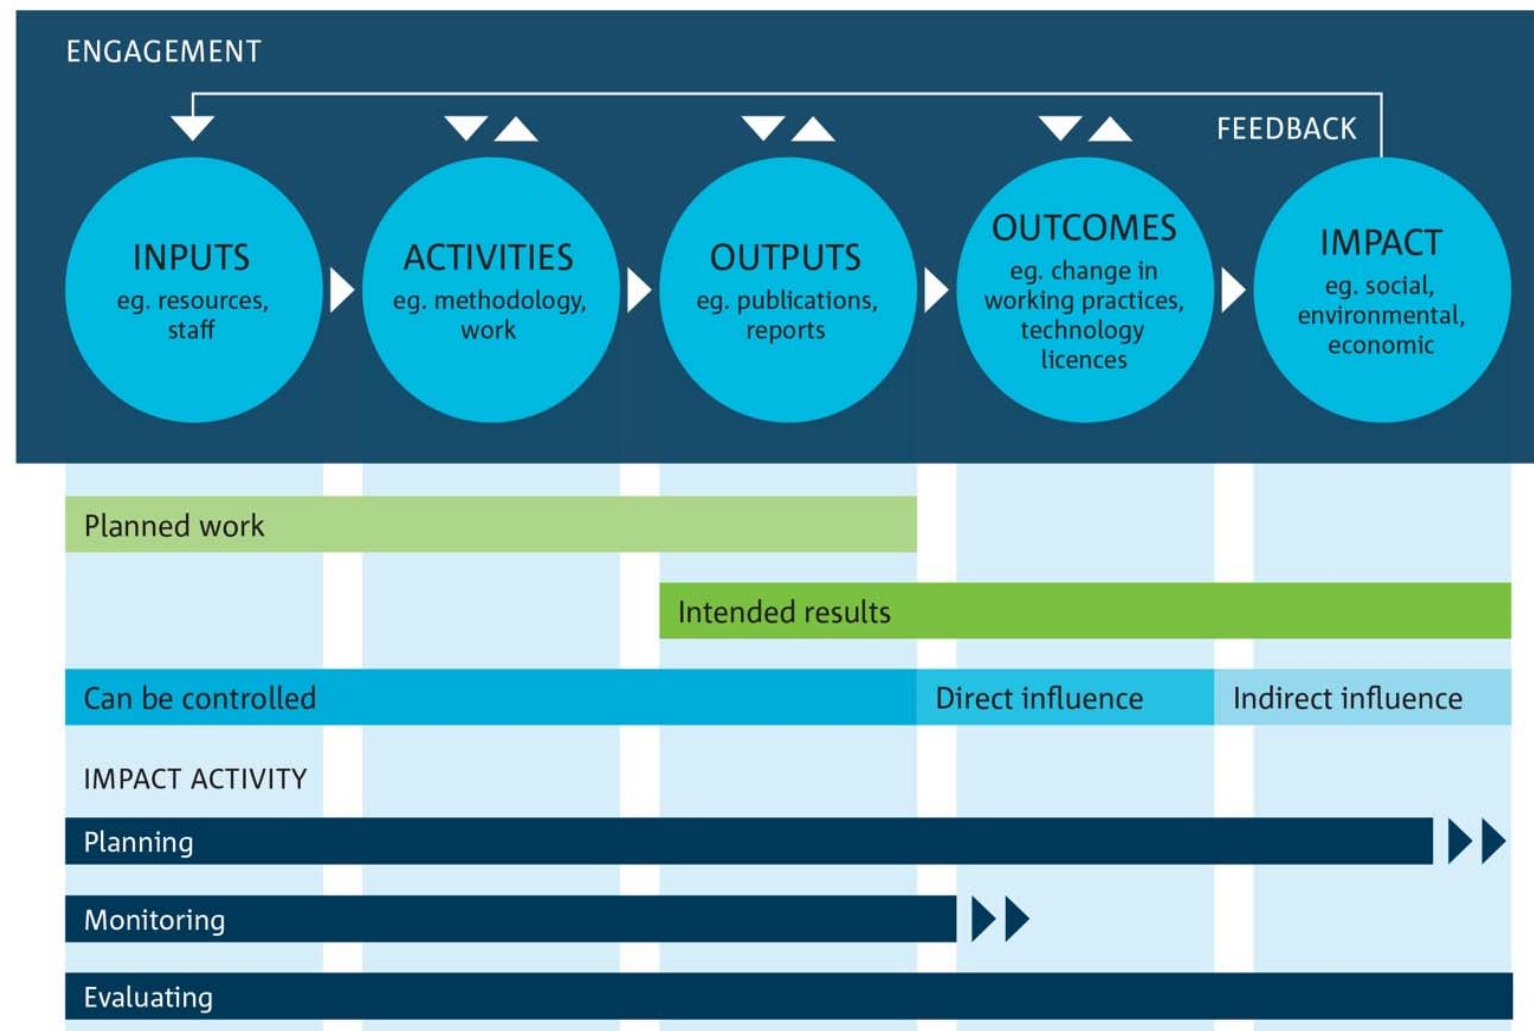 ENGAGEMENT
FEEDBACK
INPUTS
eg. resources,
staff
ACTIVITIES
eg. methodology,
work
OUTPUTS
eg. publications,
reports
OUTCOMES
eg. change in
working practices,
technology
licences
IMPACT
eg. social,
environmental,
economic
Planned work
Intended results
Can be controlled
Direct influence
Indirect influence
IMPACT ACTIVITY
Planning
Monitoring
Evaluating